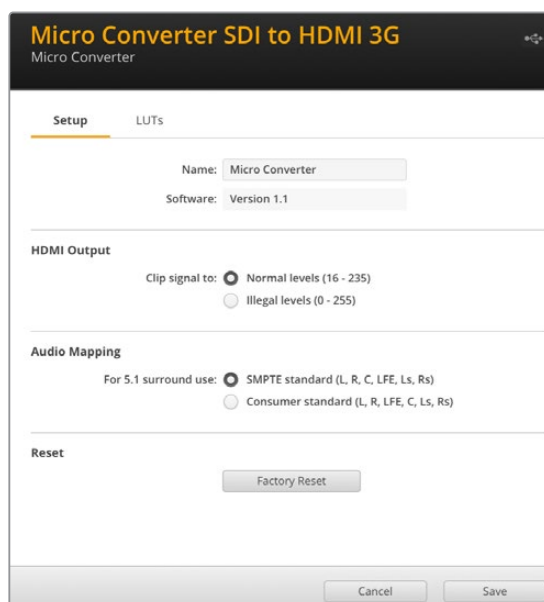 Micro Converter SDI to HDMI 3G
Micro Converter
Setup LUTs
Name: Micro Converter
Software: Version 1.1
HDMI Output
Clip signal to: Normal levels (16 - 235)
Illegal levels (0 - 255)
Audio Mapping
For 5.1 surround use: SMPTE standard (L, R, C, LFE, Ls, Rs)
Consumer standard (L, R, LFE, C, Ls, Rs)
Reset
Factory Reset
Cancel Save